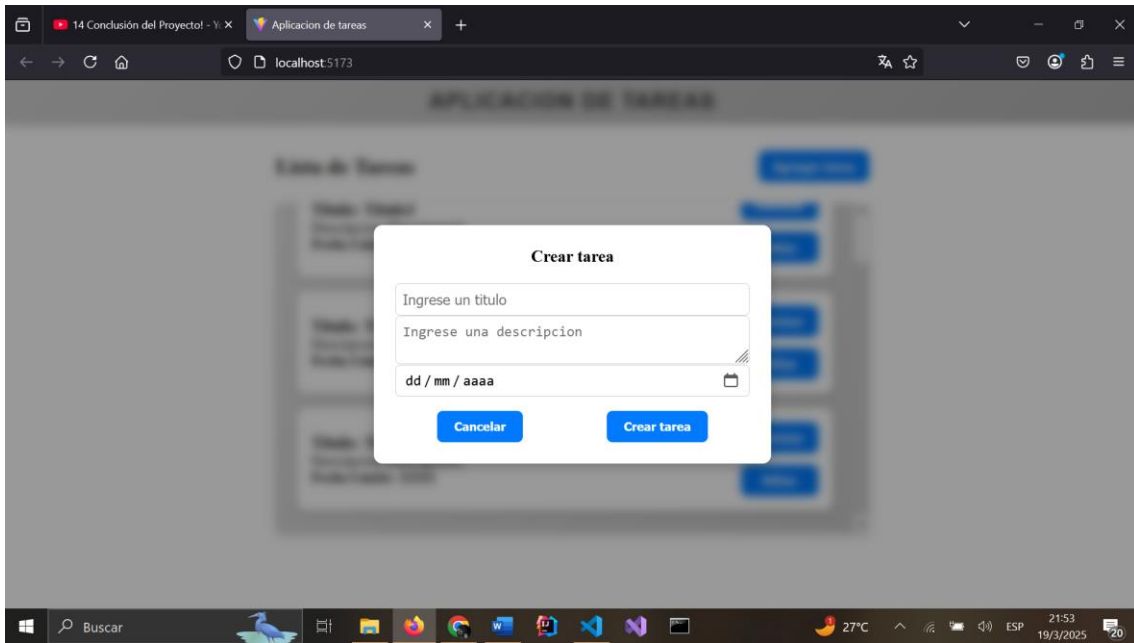 14 Conclusión del Proyecto! - Y
Aplicacion de tareas
localhost:5173
APLICACION DE TAREAS
Lista de Tareas
Agregar tarea
Crear tarea
Ingrese un titulo
Ingrese una descripcion
dd / mm / aaaa
Cancelar
Crear tarea
Buscar
27°C
ESP
21:53
19/3/2025
20